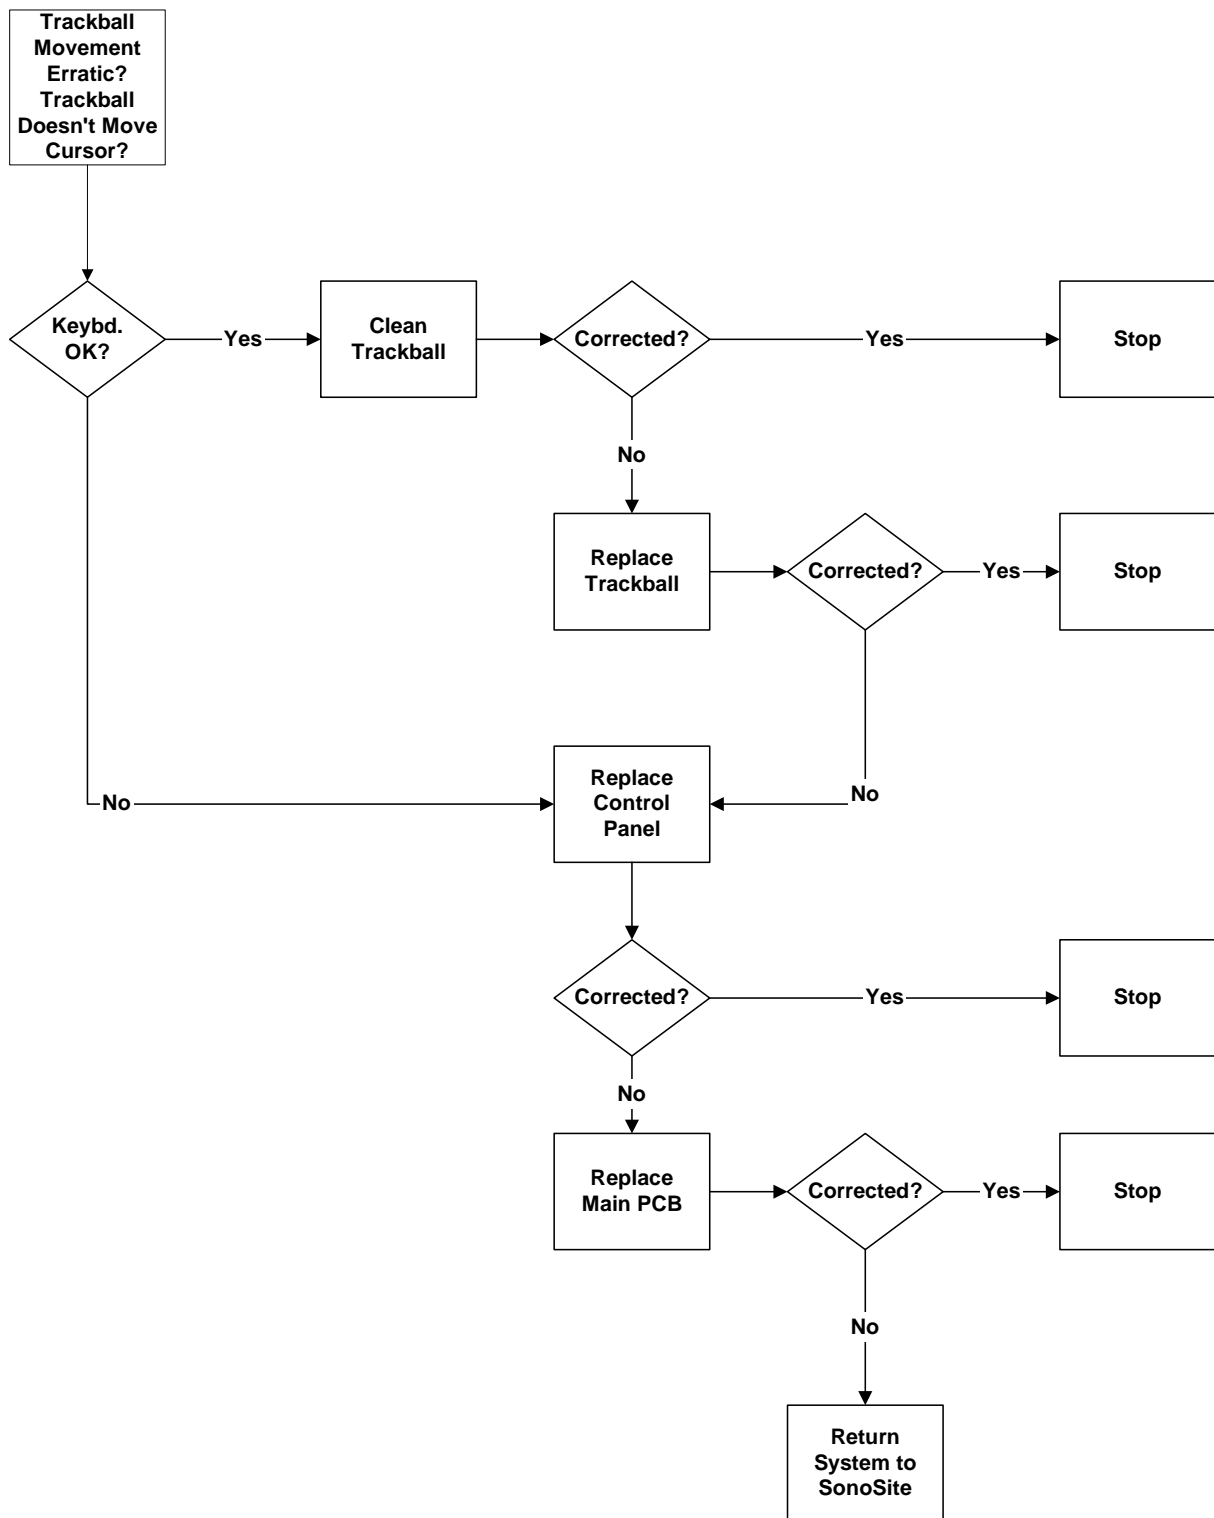 Trackball
Movement
Erratic?
Trackball
Doesn't Move
Cursor?
Keybd.
OK?
Yes
Clean
Trackball
Corrected?
Yes
Stop
No
Replace
Trackball
Corrected?
Yes
Stop
No
Replace
Control
Panel
No
Corrected?
Yes
Stop
No
Replace
Main PCB
Corrected?
Yes
Stop
No
Return
System to
SonoSite